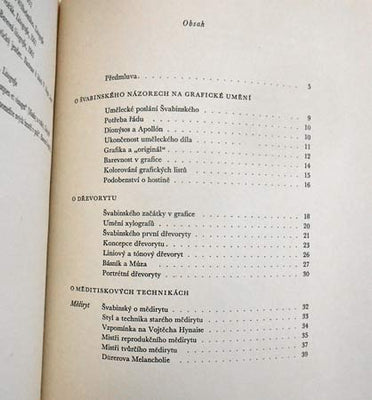 Obsah
Předmluva 5
O ŠVABINSKÉHO NÁZORECH NA GRAFICKÉ UMĚNÍ
Umělecké poslání Švabinského 9
Potřeba řádu 10
Dionýsos a Apollón 10
Ukončenost uměleckého díla 11
Grafika a „originál“ 12
Barevnost v grafice 14
Kolorování grafických listů 15
Podobenství o hostině 16
O DŘEVORYTU
Švabinského začátky v grafice 18
Umění xylografů 20
Švabinského první dřevoryty 21
Koncepce dřevorytu 23
Liniový a tónový dřevoryt 26
Básník a Múza 27
Portrétní dřevoryty 30
O MĚDITISKOVÝCH TECHNIKÁCH
Mědiryt Švabinský o mědirytu 32
Styl a technika starého mědirytu 33
Vzpomínka na Vojtěcha Hynaise 34
Mistři reprodukčního mědirytu 35
Mistři tvůrčího mědirytu 37
Dürerova Melancholie 39